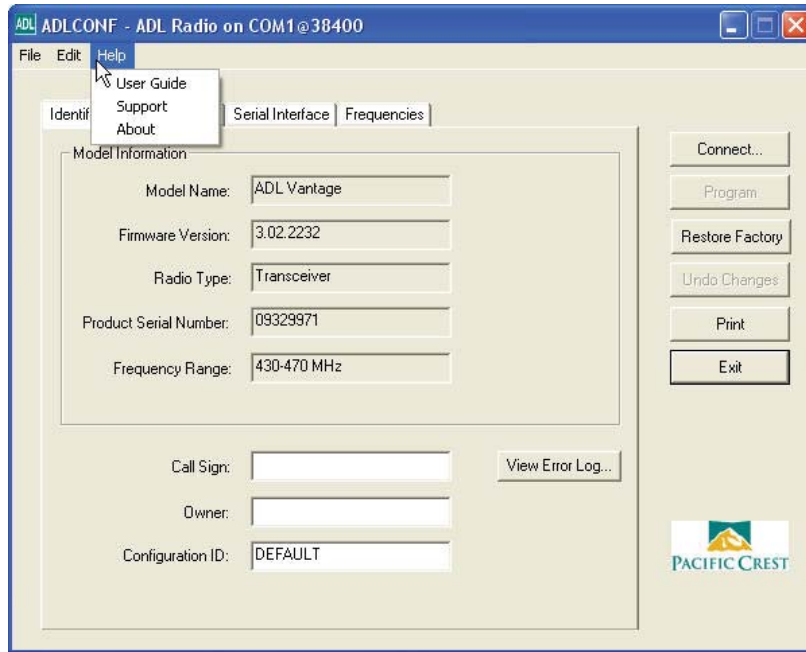 ADL ADLCONF - ADL Radio on COM1@38400
File Edit Help
User Guide
Support
About
Serial Interface Frequencies
Model Information
Model Name: ADL Vantage
Firmware Version: 3.02.2232
Radio Type: Transceiver
Product Serial Number: 09329971
Frequency Range: 430-470 MHz
Call Sign:
View Error Log...
Owner:
Configuration ID: DEFAULT
Connect...
Program
Restore Factory
Undo Changes
Print
Exit
PACIFIC CREST